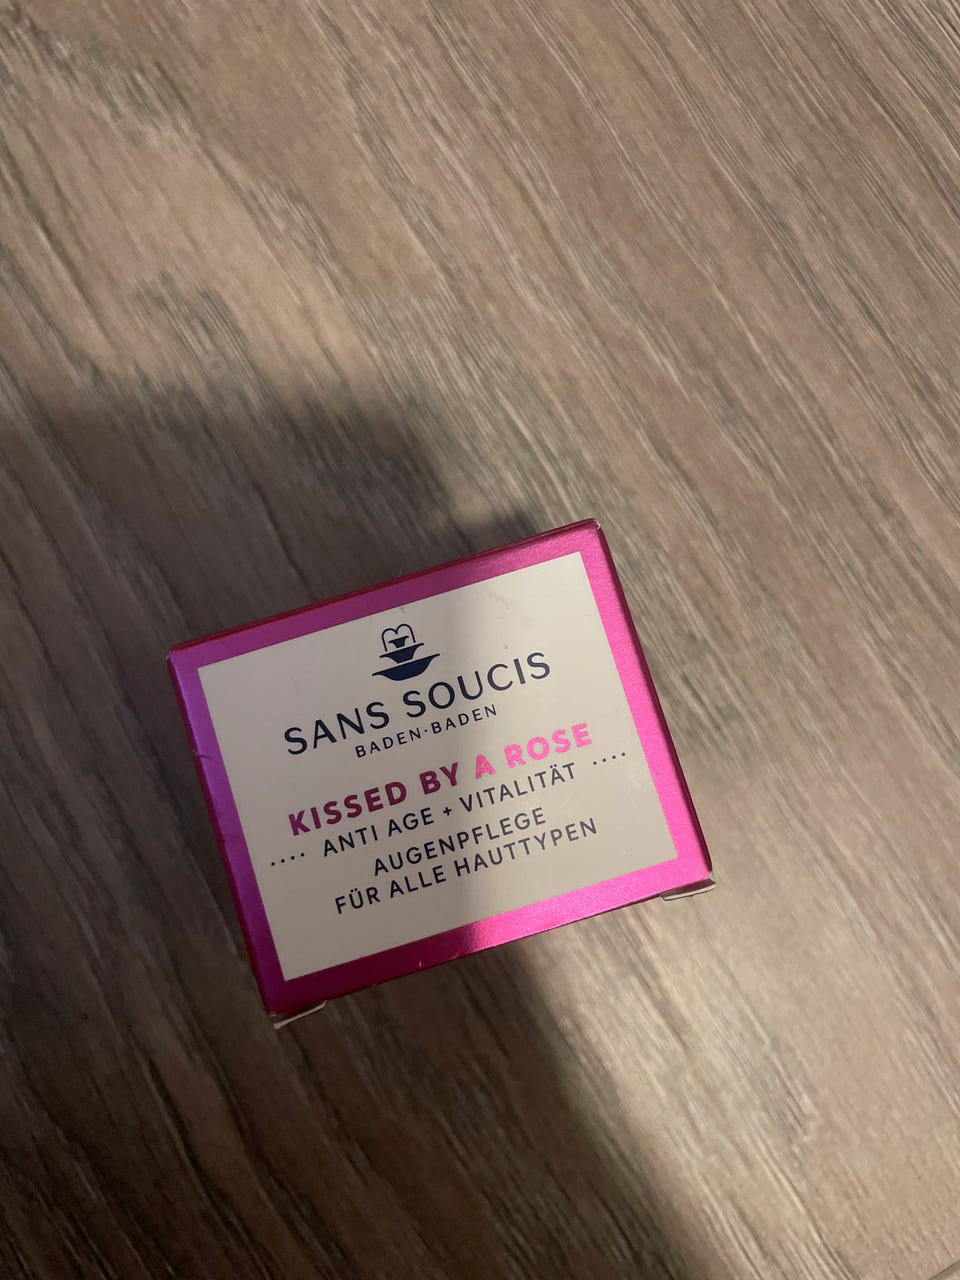 SANS SOUCIS
BADEN·BADEN
KISSED BY A ROSE
···· ANTI AGE + VITALITÄT ····
AUGENPFLEGE
FÜR ALLE HAUTTYPEN